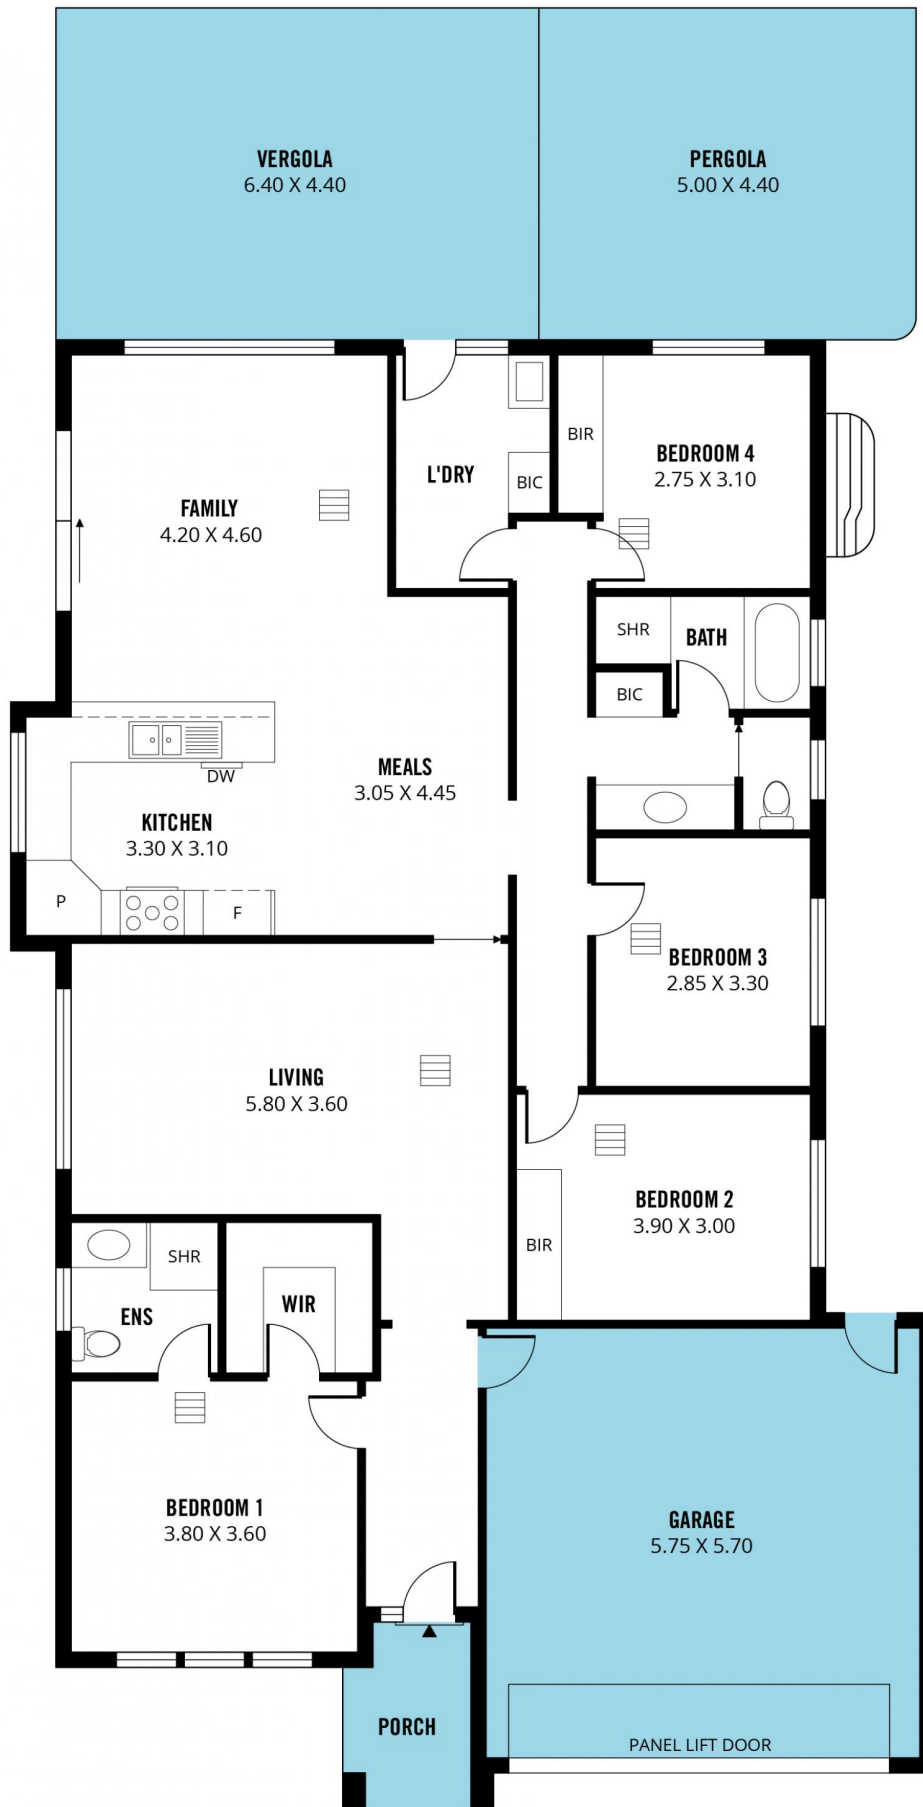 VERGOLA
6.40 X 4.40
PERGOLA
5.00 X 4.40
BIR
BEDROOM 4
2.75 X 3.10
L'DRY
BIC
FAMILY
4.20 X 4.60
SHR
BATH
BIC
DW
MEALS
3.05 X 4.45
KITCHEN
3.30 X 3.10
P
F
BEDROOM 3
2.85 X 3.30
LIVING
5.80 X 3.60
BEDROOM 2
3.90 X 3.00
BIR
SHR
ENS
WIR
BEDROOM 1
3.80 X 3.60
GARAGE
5.75 X 5.70
PORCH
PANEL LIFT DOOR